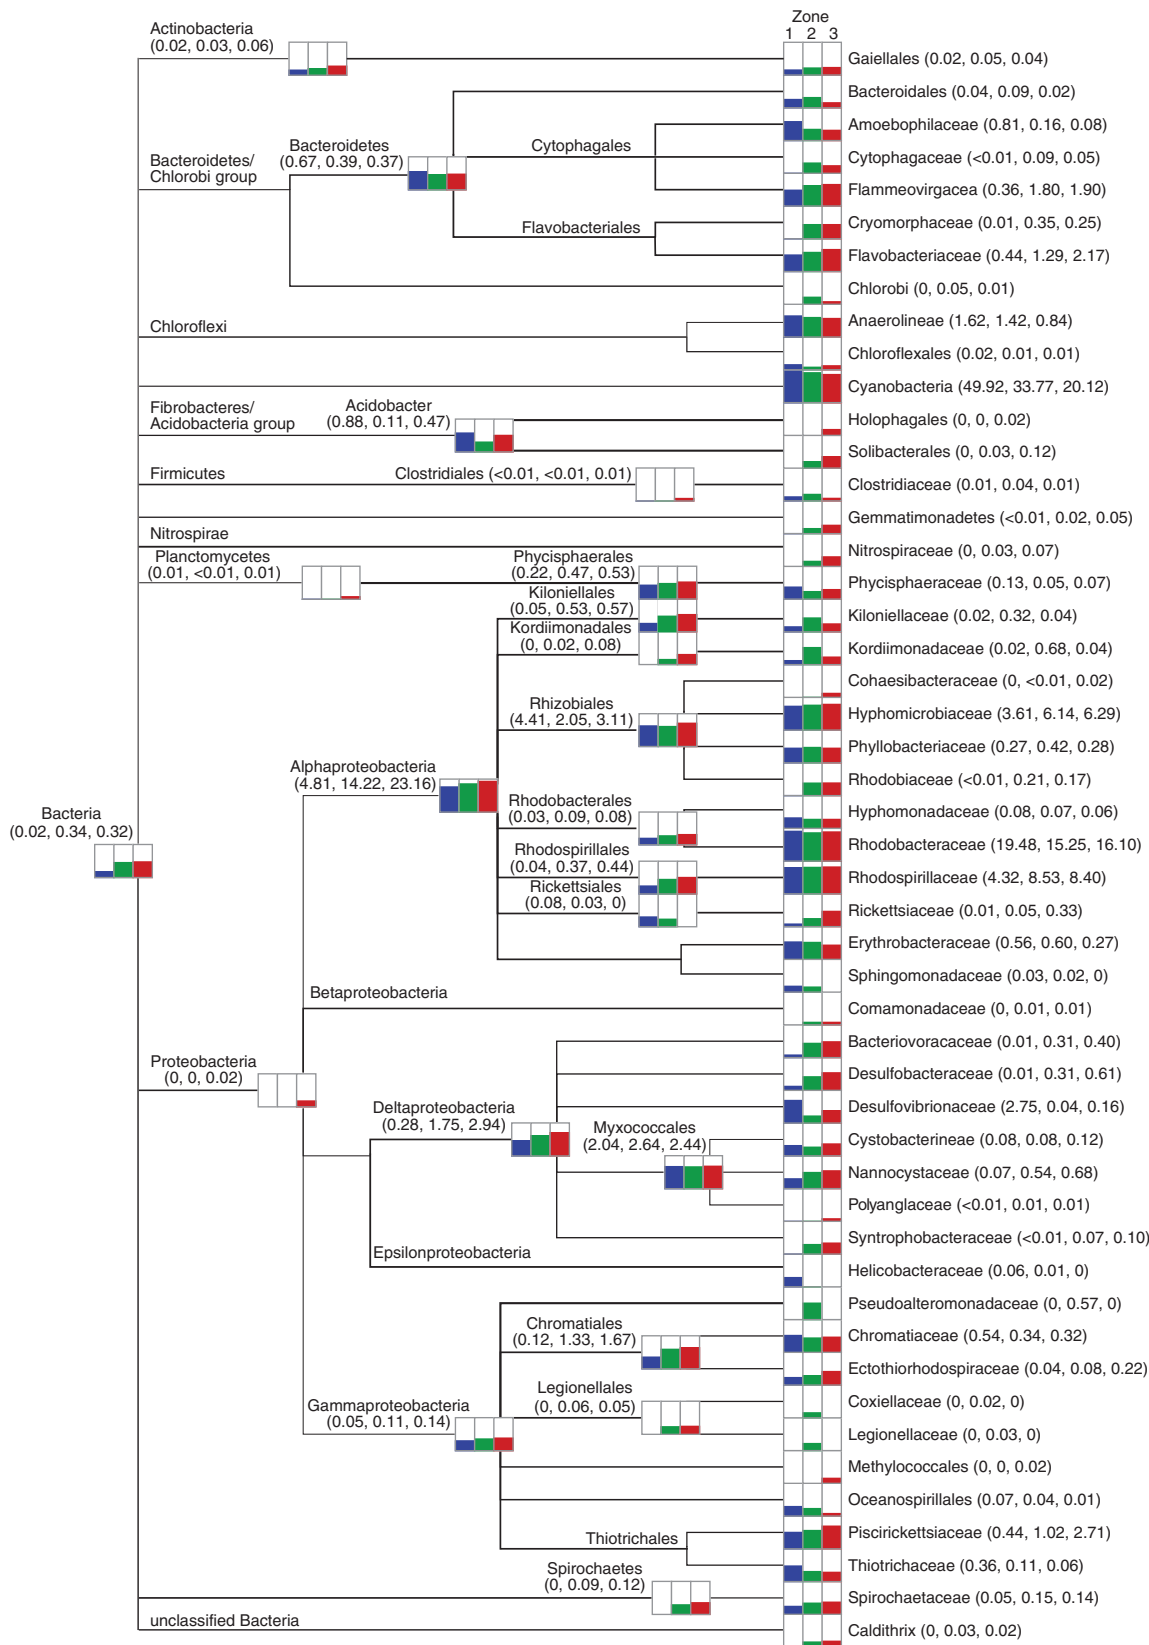 Zone
1 2 3
Actinobacteria
(0.02, 0.03, 0.06)
Gaiellales (0.02, 0.05, 0.04)
Bacteroidales (0.04, 0.09, 0.02)
Amoebophilaceae (0.81, 0.16, 0.08)
Bacteroidetes/
Chlorobi group
Bacteroidetes
(0.67, 0.39, 0.37)
Cytophagales
Cytophagaceae (<0.01, 0.09, 0.05)
Flammeovirgacea (0.36, 1.80, 1.90)
Flavobacteriales
Cryomorphaceae (0.01, 0.35, 0.25)
Flavobacteriaceae (0.44, 1.29, 2.17)
Chlorobi (0, 0.05, 0.01)
Chloroflexi
Anaerolineae (1.62, 1.42, 0.84)
Chloroflexales (0.02, 0.01, 0.01)
Cyanobacteria (49.92, 33.77, 20.12)
Fibrobacteres/
Acidobacteria group
Acidobacter
(0.88, 0.11, 0.47)
Holophagales (0, 0, 0.02)
Solibacterales (0, 0.03, 0.12)
Firmicutes
Clostridiales (<0.01, <0.01, 0.01)
Clostridiaceae (0.01, 0.04, 0.01)
Gemmatimonadetes (<0.01, 0.02, 0.05)
Nitrospirae
Nitrospiraceae (0, 0.03, 0.07)
Planctomycetes
(0.01, <0.01, 0.01)
Phycisphaerales
(0.22, 0.47, 0.53)
Phycisphaeraceae (0.13, 0.05, 0.07)
Kiloniellales
(0.05, 0.53, 0.57)
Kiloniellaceae (0.02, 0.32, 0.04)
Kordiimonadales
(0, 0.02, 0.08)
Kordiimonadaceae (0.02, 0.68, 0.04)
Cohaesibacteraceae (0, <0.01, 0.02)
Rhizobiales
(4.41, 2.05, 3.11)
Hyphomicrobiaceae (3.61, 6.14, 6.29)
Phyllobacteriaceae (0.27, 0.42, 0.28)
Rhodobiaceae (<0.01, 0.21, 0.17)
Alphaproteobacteria
(4.81, 14.22, 23.16)
Rhodobacterales
(0.03, 0.09, 0.08)
Hyphomonadaceae (0.08, 0.07, 0.06)
Rhodobacteraceae (19.48, 15.25, 16.10)
Bacteria
(0.02, 0.34, 0.32)
Rhodospirillales
(0.04, 0.37, 0.44)
Rhodospirillaceae (4.32, 8.53, 8.40)
Rickettsiales
(0.08, 0.03, 0)
Rickettsiaceae (0.01, 0.05, 0.33)
Erythrobacteraceae (0.56, 0.60, 0.27)
Sphingomonadaceae (0.03, 0.02, 0)
Betaproteobacteria
Comamonadaceae (0, 0.01, 0.01)
Proteobacteria
(0, 0, 0.02)
Bacteriovoracaceae (0.01, 0.31, 0.40)
Desulfobacteraceae (0.01, 0.31, 0.61)
Deltaproteobacteria
(0.28, 1.75, 2.94)
Desulfovibrionaceae (2.75, 0.04, 0.16)
Myxococcales
(2.04, 2.64, 2.44)
Cystobacterineae (0.08, 0.08, 0.12)
Nannocystaceae (0.07, 0.54, 0.68)
Polyanglaceae (<0.01, 0.01, 0.01)
Syntrophobacteraceae (<0.01, 0.07, 0.10)
Epsilonproteobacteria
Helicobacteraceae (0.06, 0.01, 0)
Pseudoalteromonadaceae (0, 0.57, 0)
Chromatiales
(0.12, 1.33, 1.67)
Chromatiaceae (0.54, 0.34, 0.32)
Ectothiorhodospiraceae (0.04, 0.08, 0.22)
Gammaproteobacteria
(0.05, 0.11, 0.14)
Legionellales
(0, 0.06, 0.05)
Coxiellaceae (0, 0.02, 0)
Legionellaceae (0, 0.03, 0)
Methylococcales (0, 0, 0.02)
Oceanospirillales (0.07, 0.04, 0.01)
Thiotrichales
Piscirickettsiaceae (0.44, 1.02, 2.71)
Thiotrichaceae (0.36, 0.11, 0.06)
Spirochaetes
(0, 0.09, 0.12)
Spirochaetaceae (0.05, 0.15, 0.14)
unclassified Bacteria
Caldithrix (0, 0.03, 0.02)